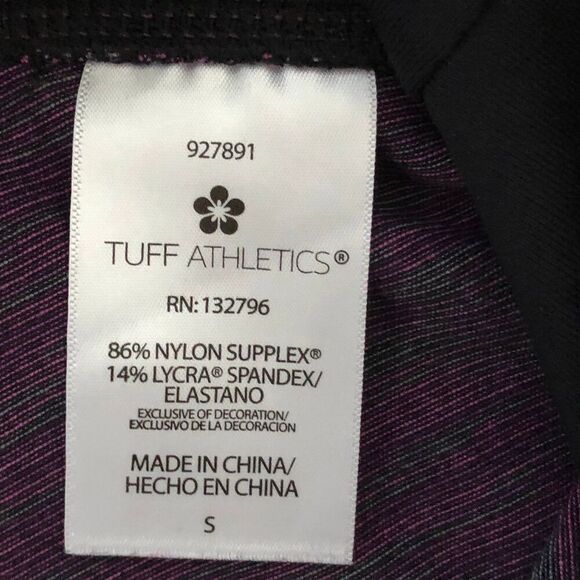 927891
TUFF ATHLETICS®
RN: 132796
86% NYLON SUPPLEX®
14% LYCRA® SPANDEX/
ELASTANO
EXCLUSIVE OF DECORATION/
EXCLUSIVO DE LA DECORACIÓN
MADE IN CHINA/
HECHO EN CHINA
S